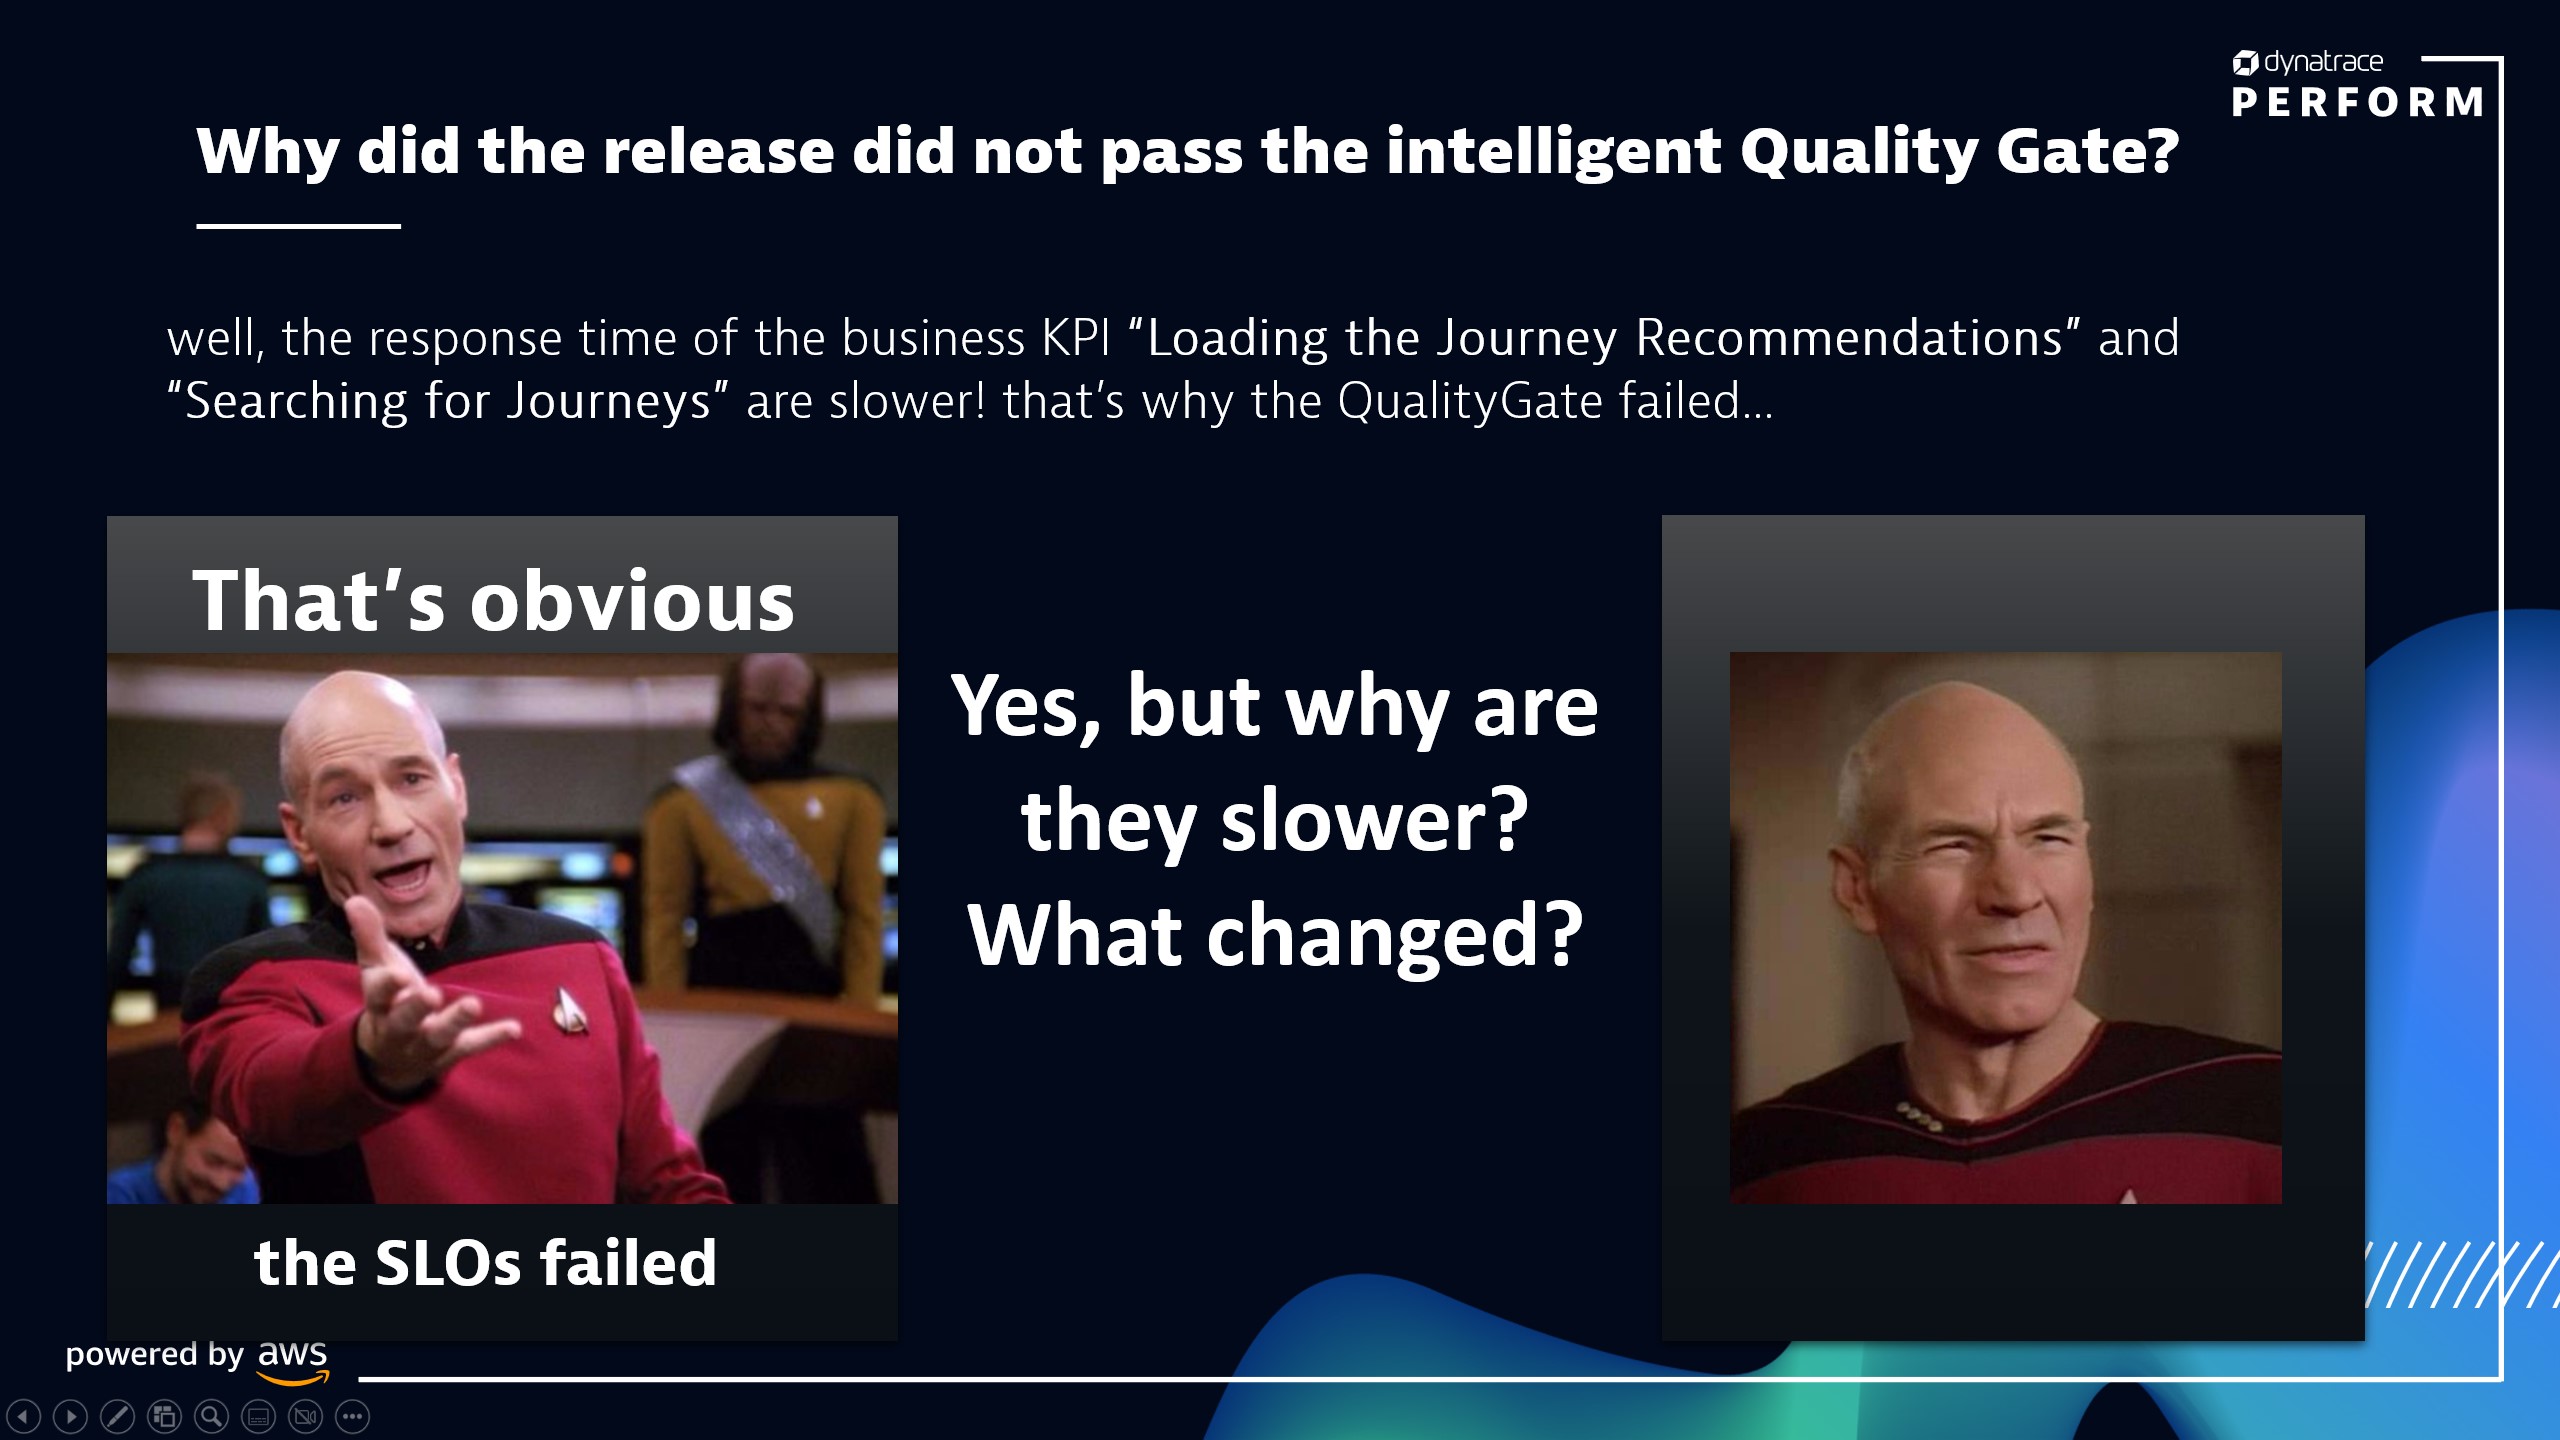 dynatrace
PERFORM
Why did the release did not pass the intelligent Quality Gate?
well, the response time of the business KPI “Loading the Journey Recommendations” and
“Searching for Journeys” are slower! that’s why the QualityGate failed...
That’s obvious
the SLOs failed
Yes, but why are
they slower?
What changed?
powered by aws